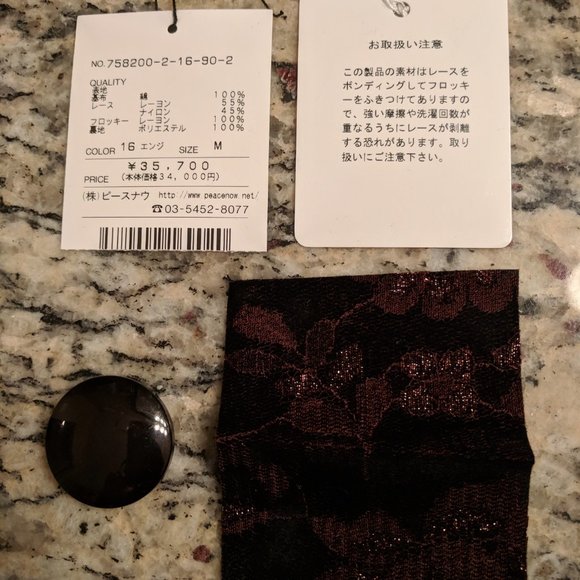 NO. 758200-2-16-90-2
QUALITY
表地
基布 綿 100%
レース レーヨン 55%
ナイロン 45%
フロッキー レーヨン 100%
裏地 ポリエステル 100%
COLOR 16 エンジ SIZE M
¥35,700
PRICE (本体価格34,000円)
(株)ピースナウ http://www.peacenow.net/
☎03-5452-8077
お取扱い注意
この製品の素材はレースを
ボンディングしてフロッキ
ーをふきつけてありますの
で、強い摩擦や洗濯回数が
重なるうちにレースが剥離
する恐れがあります。取り
扱いにご注意下さい。